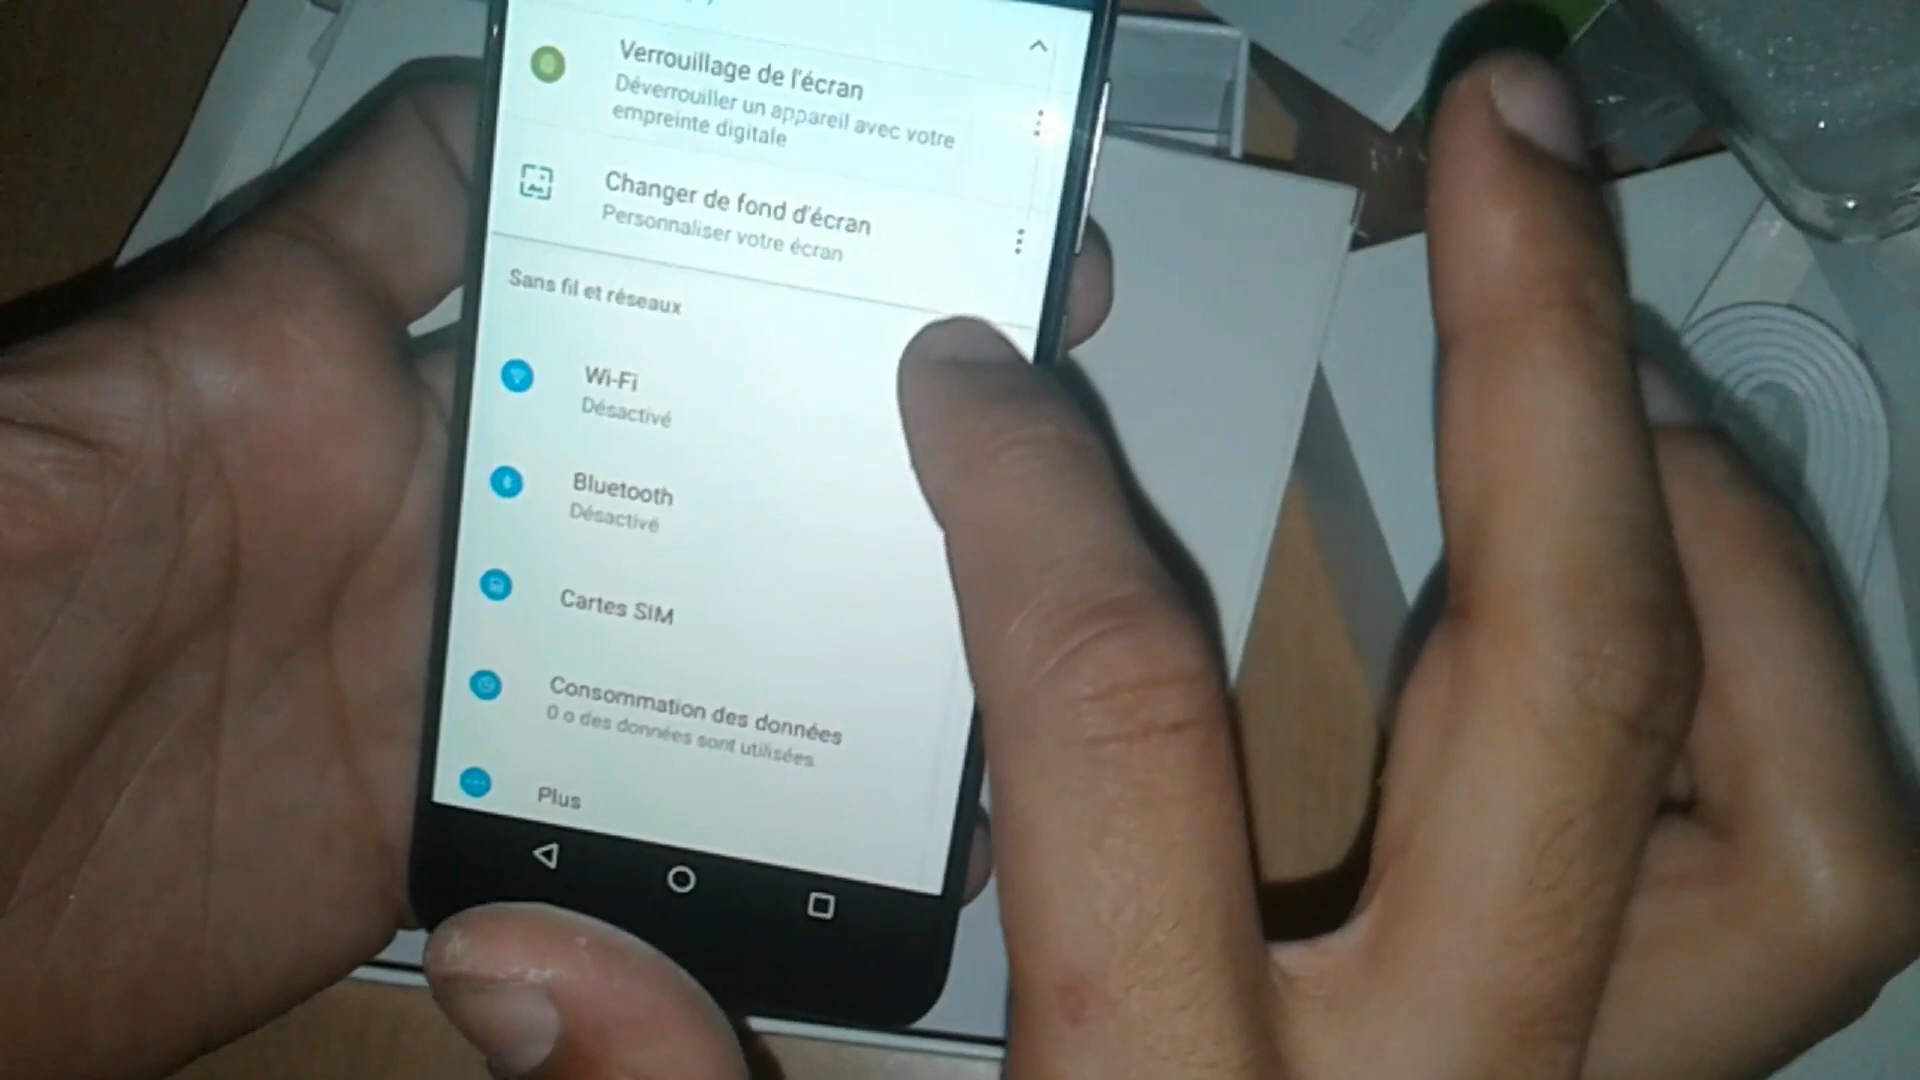 Verrouillage de l'écran
Déverrouiller un appareil avec votre
empreinte digitale
Changer de fond d'écran
Personnaliser votre écran
Sans fil et réseaux
Wi-Fi
Désactivé
Bluetooth
Désactivé
Cartes SIM
Consommation des données
0 o des données sont utilisées
Plus